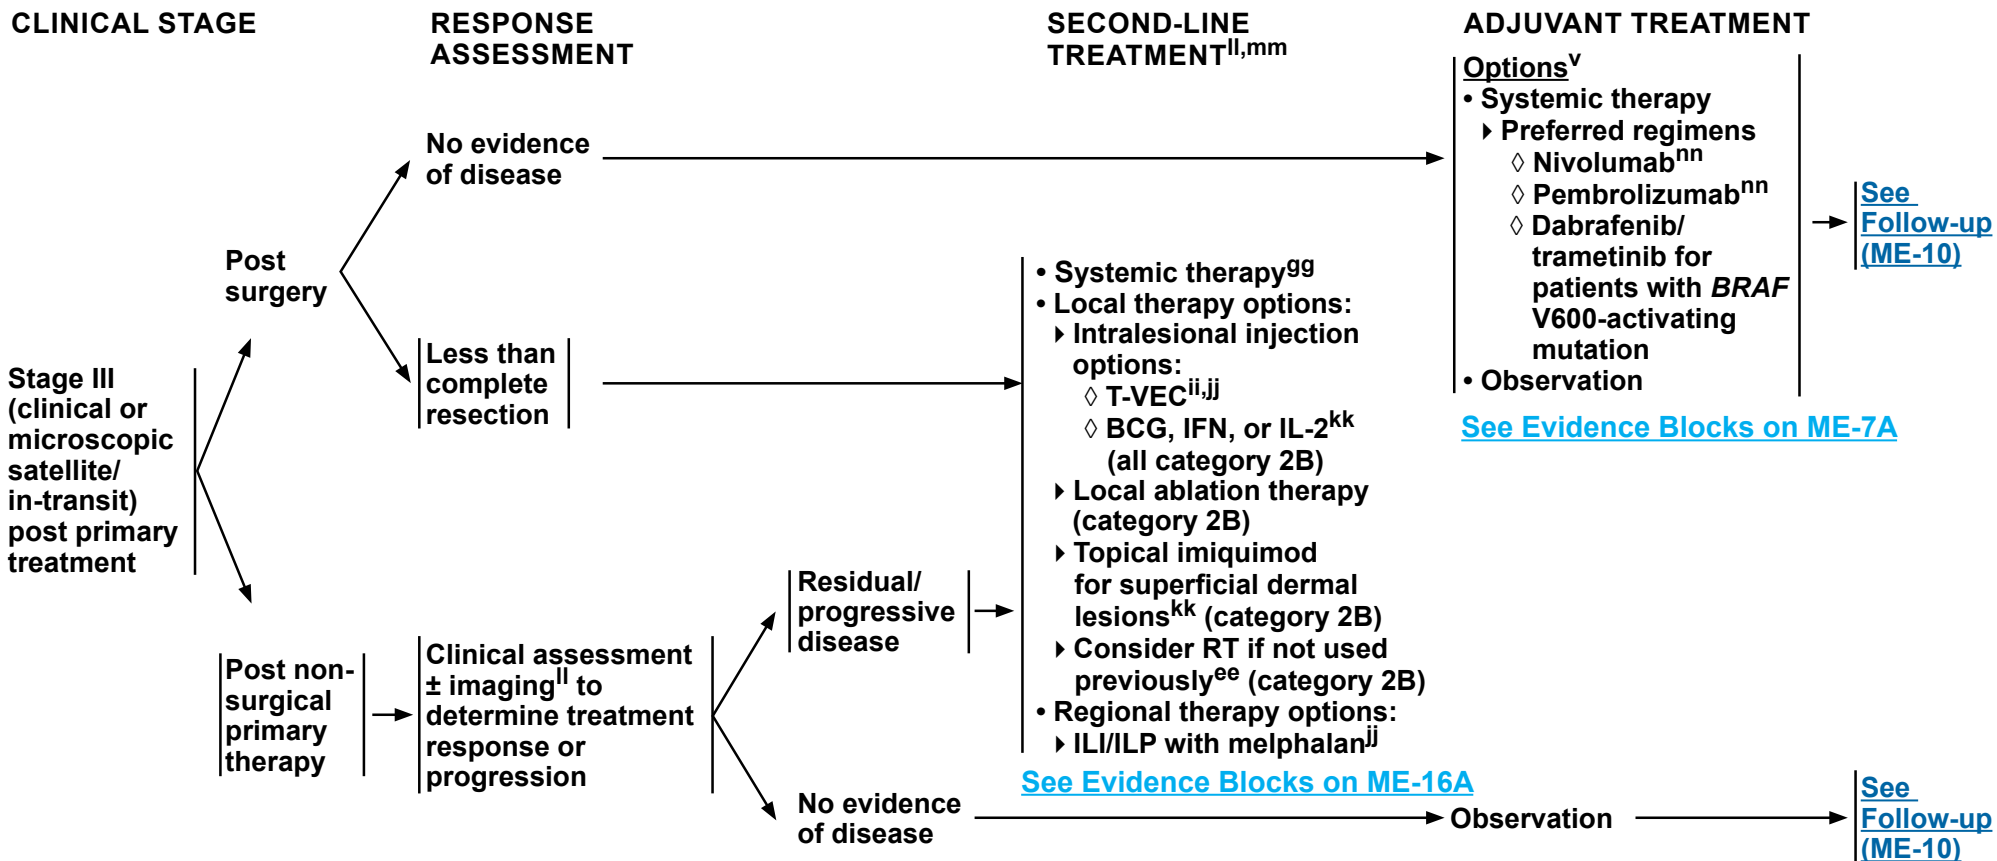 CLINICAL STAGE
RESPONSE
ASSESSMENT
SECOND-LINE
TREATMENTll,mm
ADJUVANT TREATMENT
Stage III
(clinical or
microscopic
satellite/
in-transit)
post primary
treatment
Post
surgery
No evidence
of disease
Less than
complete
resection
Post non-
surgical
primary
therapy
Clinical assessment
± imagingll to
determine treatment
response or
progression
Residual/
progressive
disease
No evidence
of disease
• Systemic therapygg
• Local therapy options:
▸ Intralesional injection
options:
◊ T-VECii,jj
◊ BCG, IFN, or IL-2kk
(all category 2B)
▸ Local ablation therapy
(category 2B)
▸ Topical imiquimod
for superficial dermal
lesionskk (category 2B)
▸ Consider RT if not used
previouslyee (category 2B)
• Regional therapy options:
▸ ILI/ILP with melphalanjj
See Evidence Blocks on ME-16A
Optionsv
• Systemic therapy
▸ Preferred regimens
◊ Nivolumabnn
◊ Pembrolizumabnn
◊ Dabrafenib/
trametinib for
patients with BRAF
V600-activating
mutation
• Observation
See Evidence Blocks on ME-7A
See
Follow-up
(ME-10)
Observation
See
Follow-up
(ME-10)